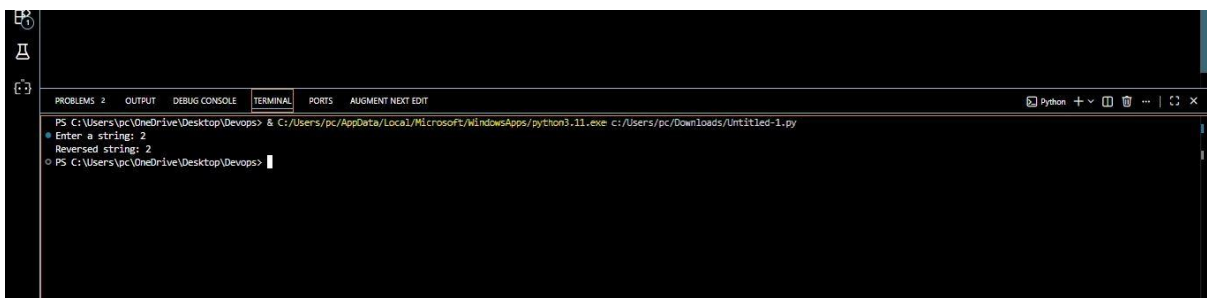 1
PROBLEMS 2 OUTPUT DEBUG CONSOLE TERMINAL PORTS AUGMENT NEXT EDIT Python
PS C:\Users\pc\OneDrive\Desktop\Devops> & C:/Users/pc/AppData/Local/Microsoft/WindowsApps/python3.11.exe c:/Users/pc/Downloads/Untitled-1.py
Enter a string: 2
Reversed string: 2
PS C:\Users\pc\OneDrive\Desktop\Devops>